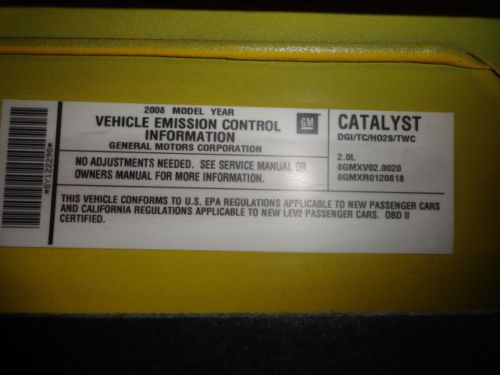 *8Y122298*
2008 MODEL YEAR
VEHICLE EMISSION CONTROL
INFORMATION
GENERAL MOTORS CORPORATION
GM
NO ADJUSTMENTS NEEDED. SEE SERVICE MANUAL OR
OWNERS MANUAL FOR MORE INFORMATION.
CATALYST
DGI/TC/HO2S/TWC
2.0L
8GMXV02.0020
8GMXR0120818
THIS VEHICLE CONFORMS TO U.S. EPA REGULATIONS APPLICABLE TO NEW PASSENGER CARS
AND CALIFORNIA REGULATIONS APPLICABLE TO NEW LEV2 PASSENGER CARS. OBD II
CERTIFIED.